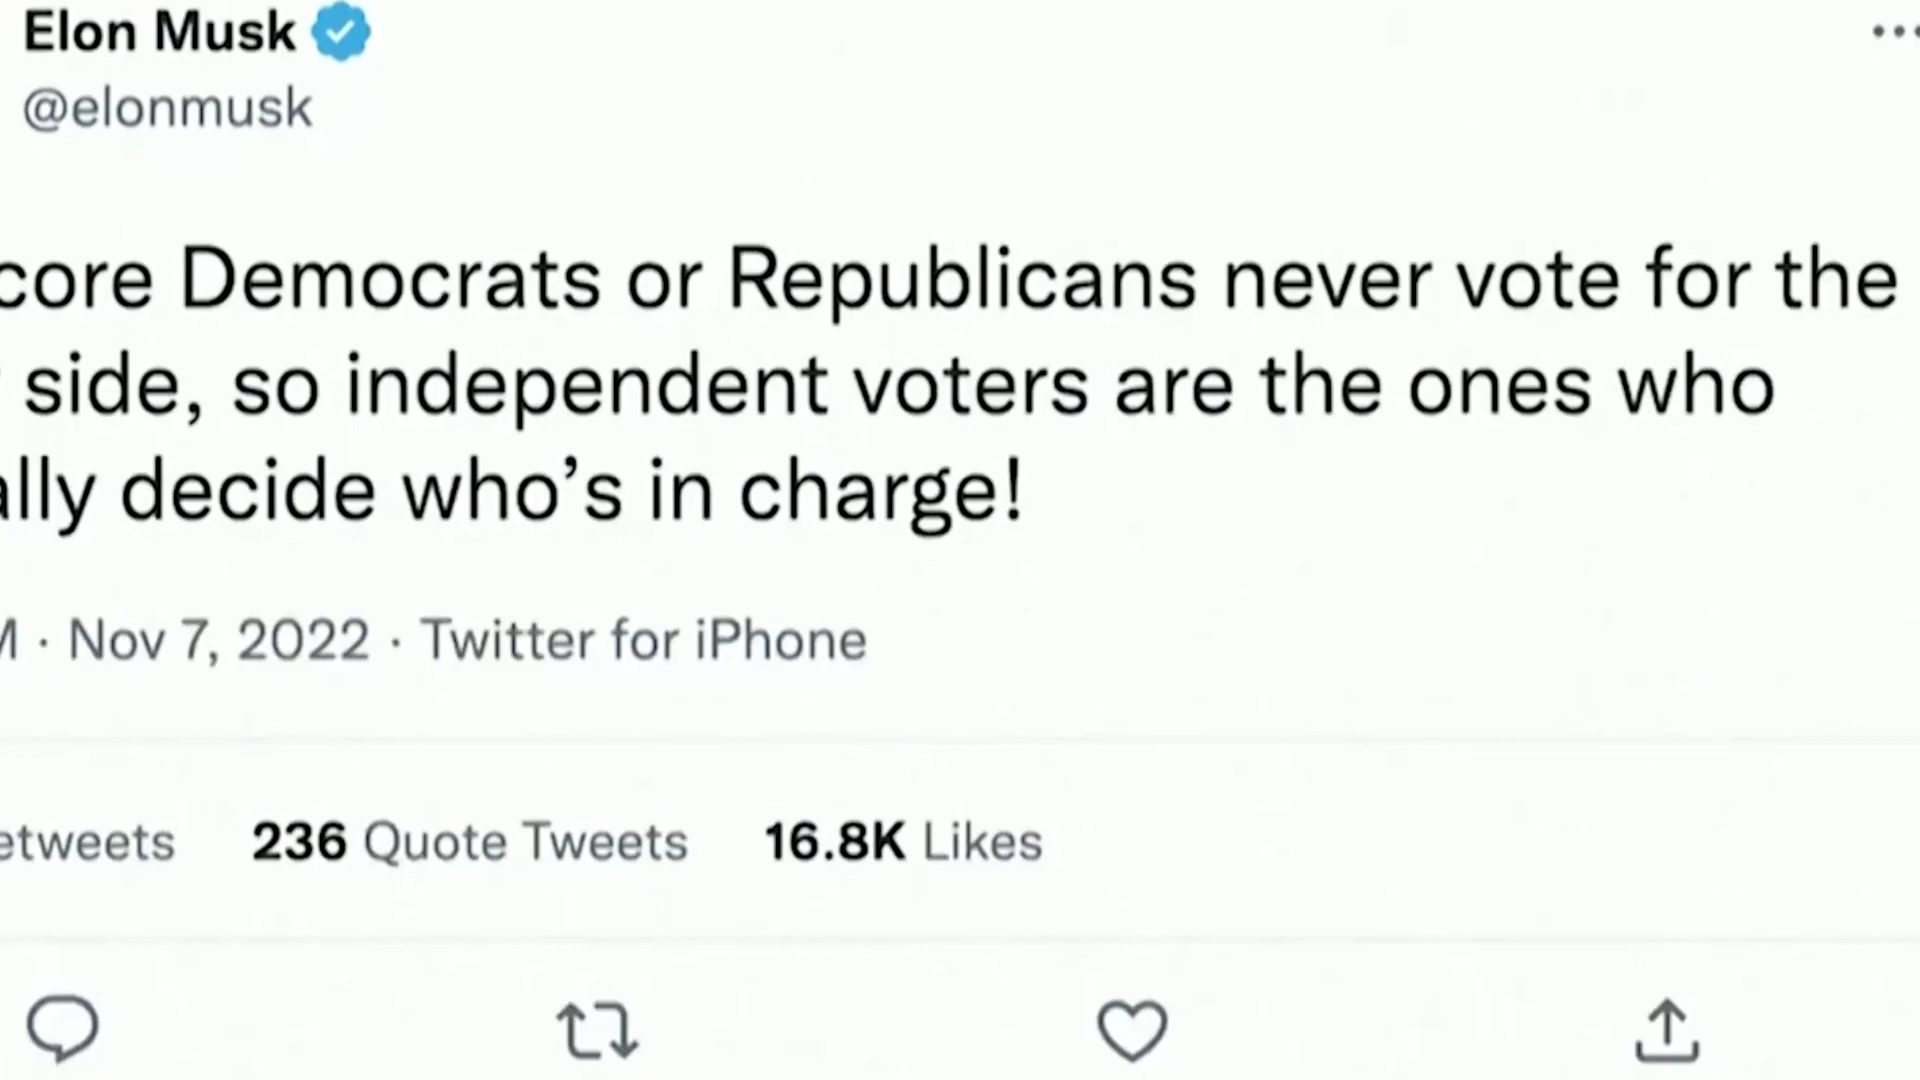 Elon Musk
@elonmusk
core Democrats or Republicans never vote for the
side, so independent voters are the ones who
ally decide who's in charge!
M · Nov 7, 2022 · Twitter for iPhone
etweets 236 Quote Tweets 16.8K Likes